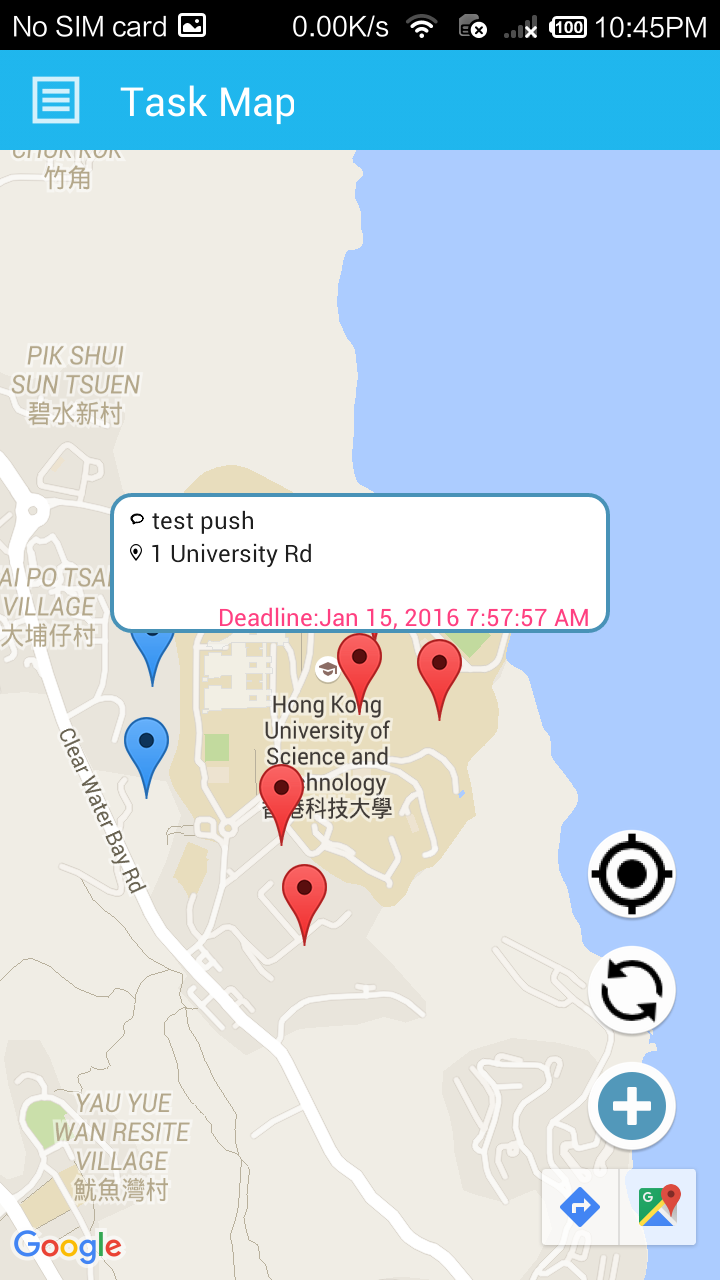 No SIM card 0.00K/s 100 10:45PM
Task Map
CHUK KOK
竹角
PIK SHUI
SUN TSUEN
碧水新村
test push
1 University Rd
Deadline:Jan 15, 2016 7:57:57 AM
AI PO TSAI
VILLAGE
大埔仔村
Hong Kong
University of
Science and
chnology
香港科技大學
Clear Water Bay Rd
YAU YUE
WAN RESITE
VILLAGE
魷魚灣村
G
Google